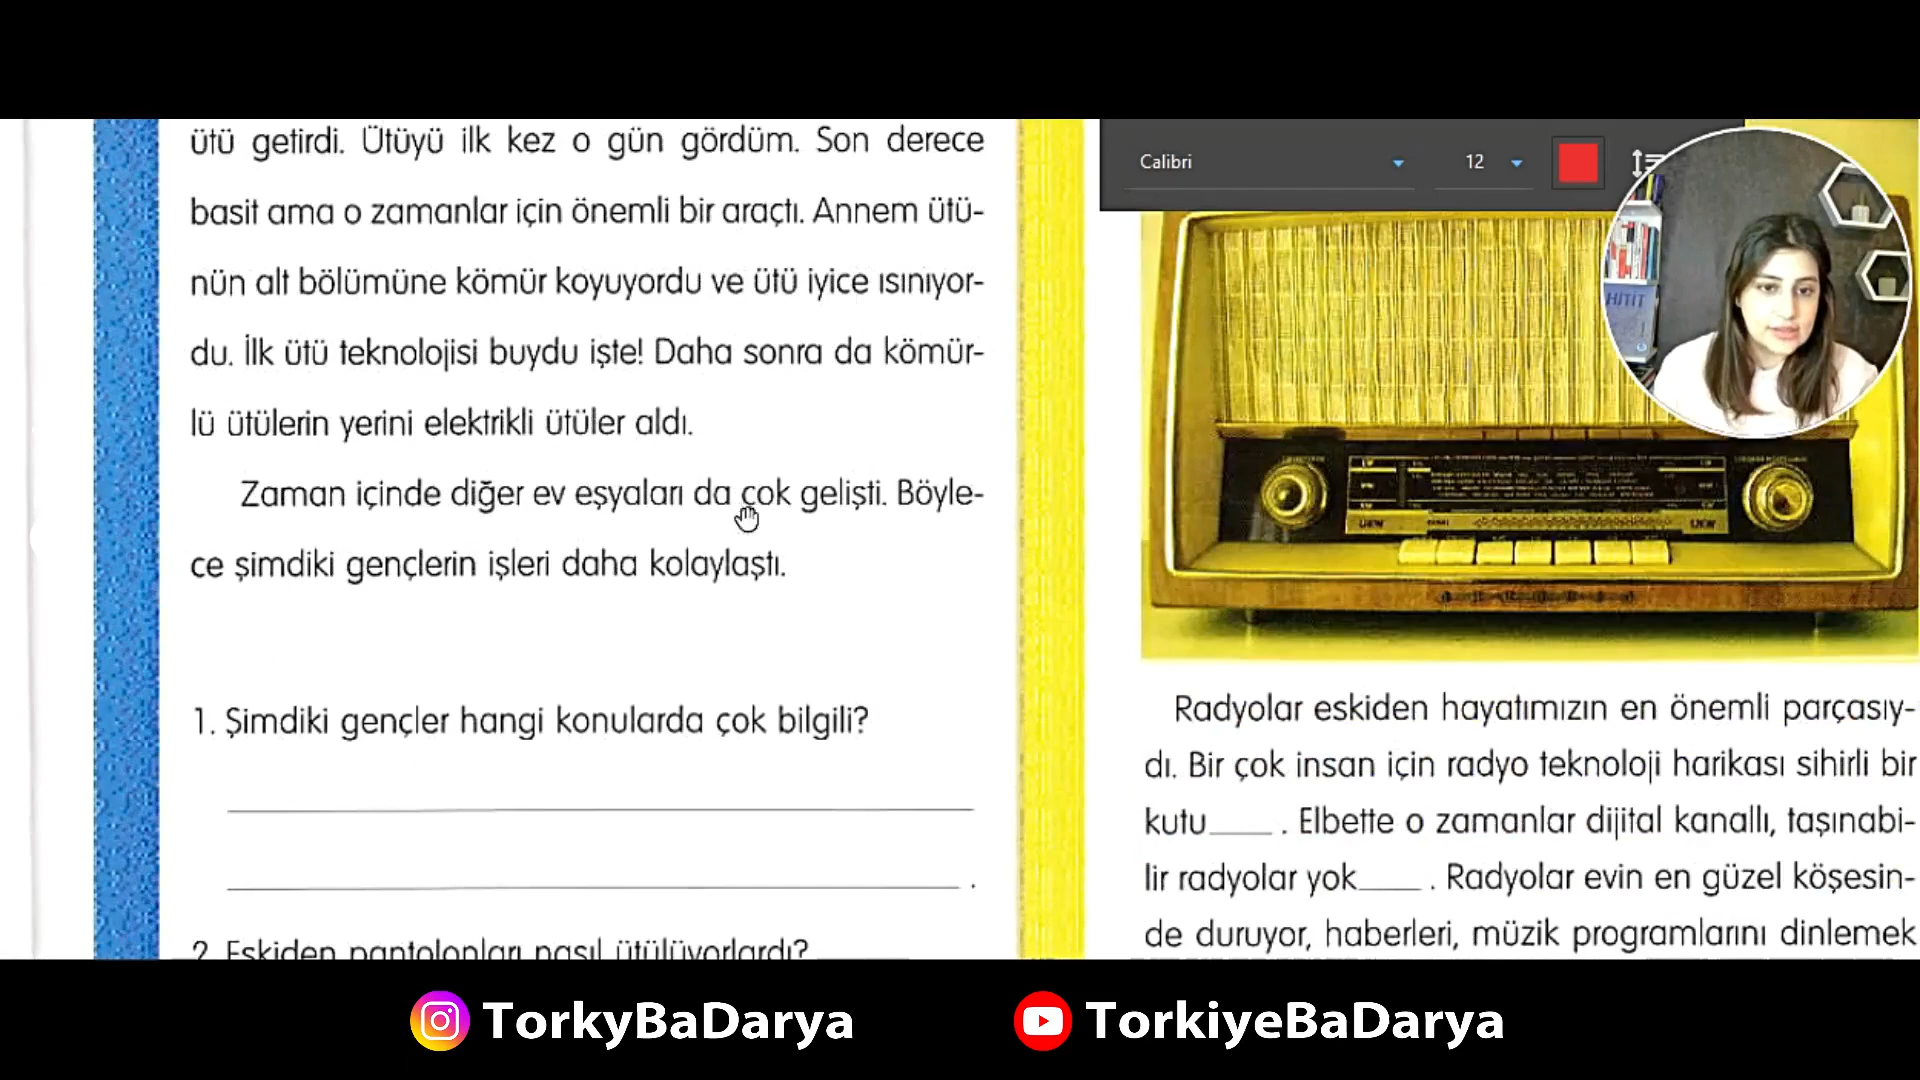 ütü getirdi. Ütüyü ilk kez o gün gördüm. Son derece
basit ama o zamanlar için önemli bir araçtı. Annem ütü-
nün alt bölümüne kömür koyuyordu ve ütü iyice ısınıyor-
du. İlk ütü teknolojisi buydu işte! Daha sonra da kömür-
lü ütülerin yerini elektrikli ütüler aldı.
Zaman içinde diğer ev eşyaları da çok gelişti. Böyle-
ce şimdiki gençlerin işleri daha kolaylaştı.
1. Şimdiki gençler hangi konularda çok bilgili?
.
2. Eskiden pantolonları nasıl ütülüyorlardı?
Calibri
12
HİTİT
Radyolar eskiden hayatımızın en önemli parçasıy-
dı. Bir çok insan için radyo teknoloji harikası sihirli bir
kutu____ . Elbette o zamanlar dijital kanallı, taşınabi-
lir radyolar yok____ . Radyolar evin en güzel köşesin-
de duruyor, haberleri, müzik programlarını dinlemek
TorkyBaDarya
TorkiyeBaDarya